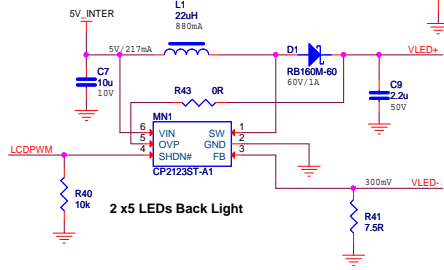 5V_INTER
L1
22uH
880mA
5V/217mA
D1
VLED+
RB160M-60
60V/1A
C7
10u
10V
R43 0R
C9
2.2u
50V
MN1
6 VIN SW 1
5 OVP GND 2
4 SHDN# FB 3
CP2123ST-A1
LCDPWM
R40
10k
2 x5 LEDs Back Light
300mV
VLED-
R41
7.5R